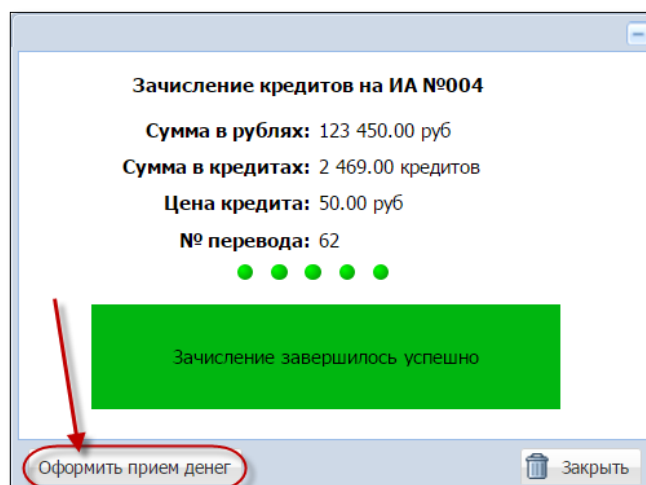 Зачисление кредитов на ИА №004
Сумма в рублях: 123 450.00 руб
Сумма в кредитах: 2 469.00 кредитов
Цена кредита: 50.00 руб
№ перевода: 62
Зачисление завершилось успешно
Оформить прием денег
Закрыть